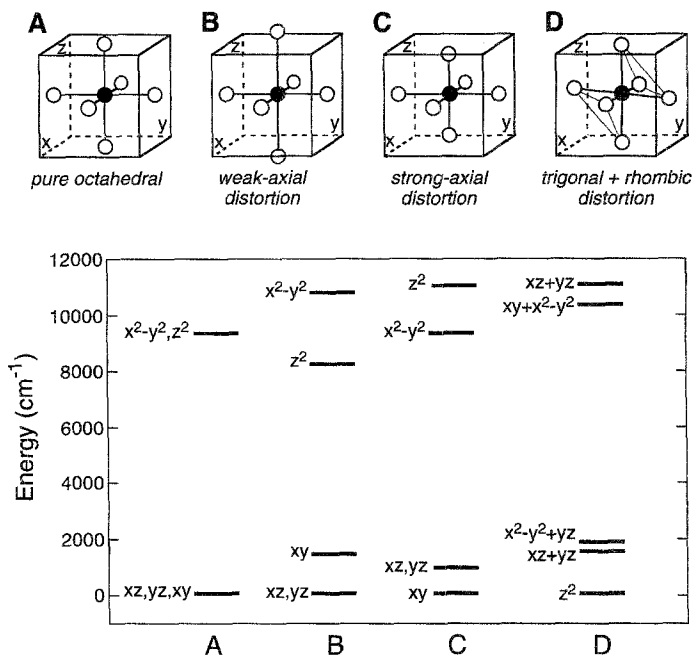 A B C D
z z z z
x y x y x y x y
pure octahedral
weak-axial
distortion
strong-axial
distortion
trigonal + rhombic
distortion
12000
10000
8000
6000
4000
2000
0
Energy (cm⁻¹)
x²-y²,z²
xz,yz,xy
x²-y²
z²
xy
xz,yz
z²
x²-y²
xz,yz
xy
xz+yz
xy+x²-y²
x²-y²+yz
xz+yz
z²
A B C D